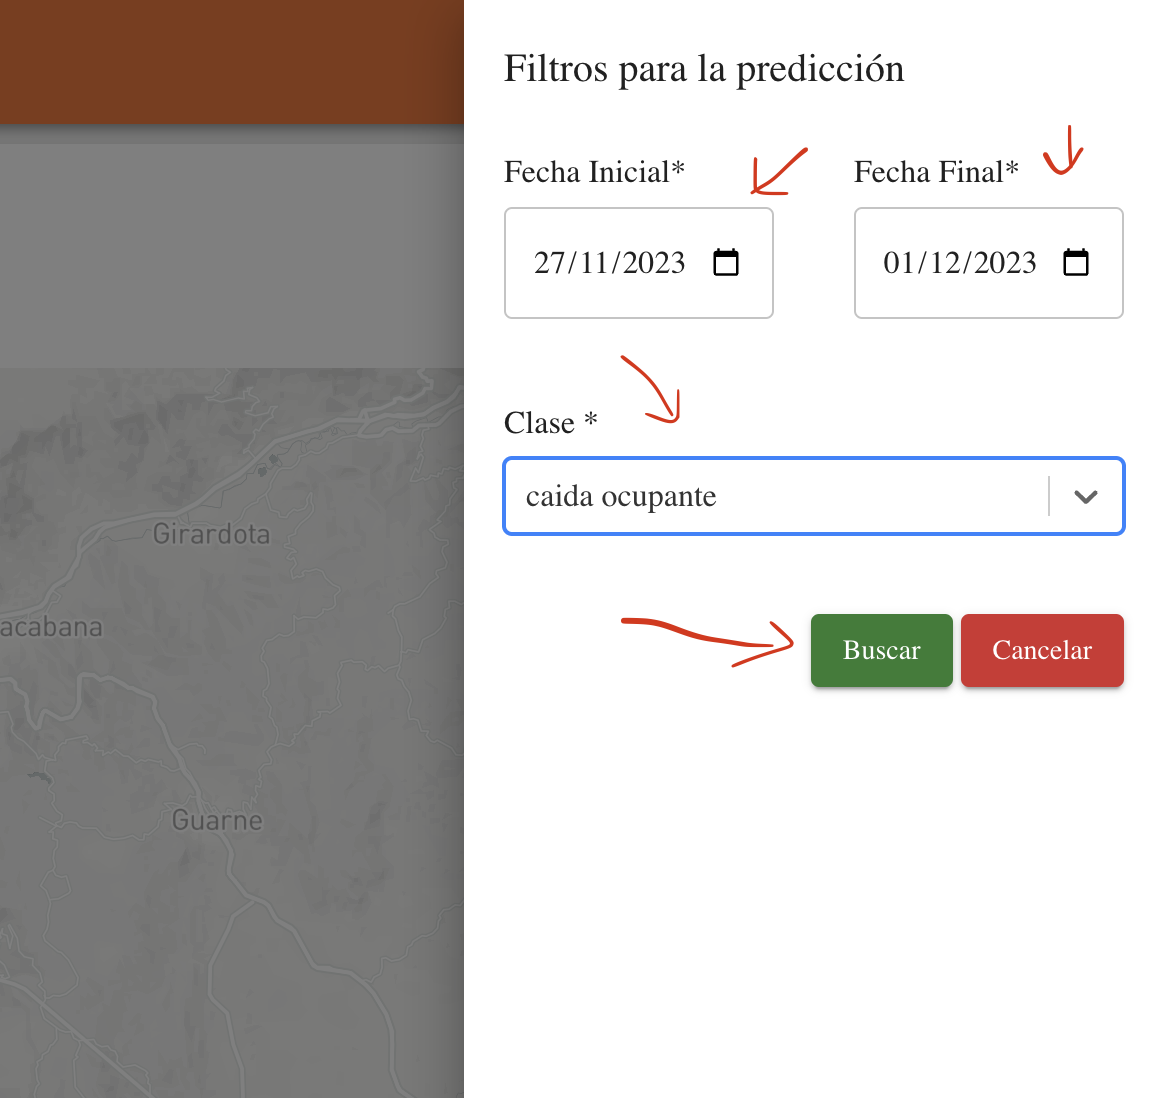 Filtros para la predicción
Fecha Inicial* Fecha Final*
27/11/2023 01/12/2023
Clase *
caida ocupante
Buscar Cancelar
Girardota
acabana
Guarne